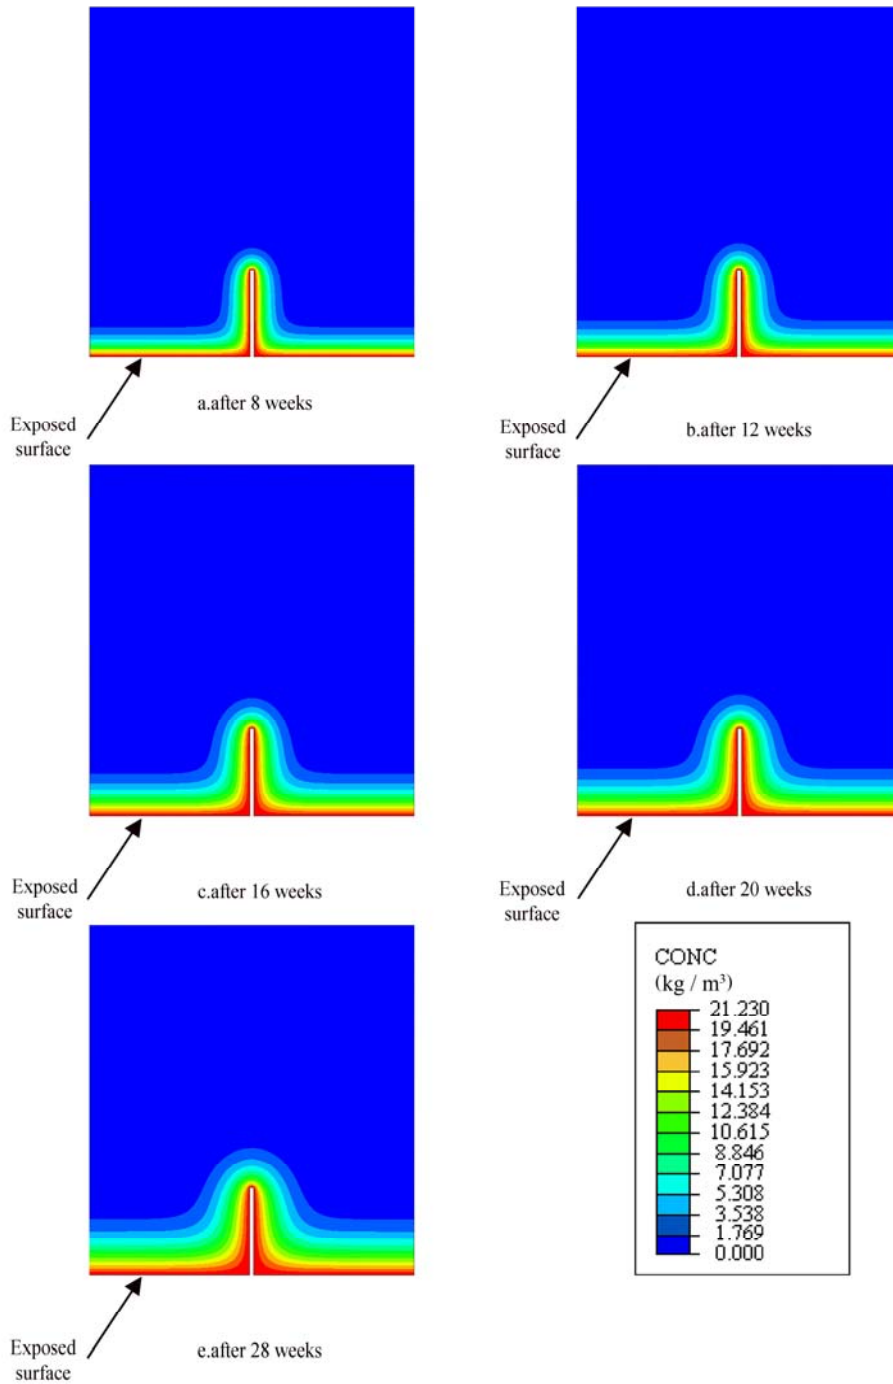 a.after 8 weeks
Exposed
surface
b.after 12 weeks
Exposed
surface
c.after 16 weeks
Exposed
surface
d.after 20 weeks
Exposed
surface
e.after 28 weeks
Exposed
surface
CONC
(kg / m³)
21.230
19.461
17.692
15.923
14.153
12.384
10.615
8.846
7.077
5.308
3.538
1.769
0.000